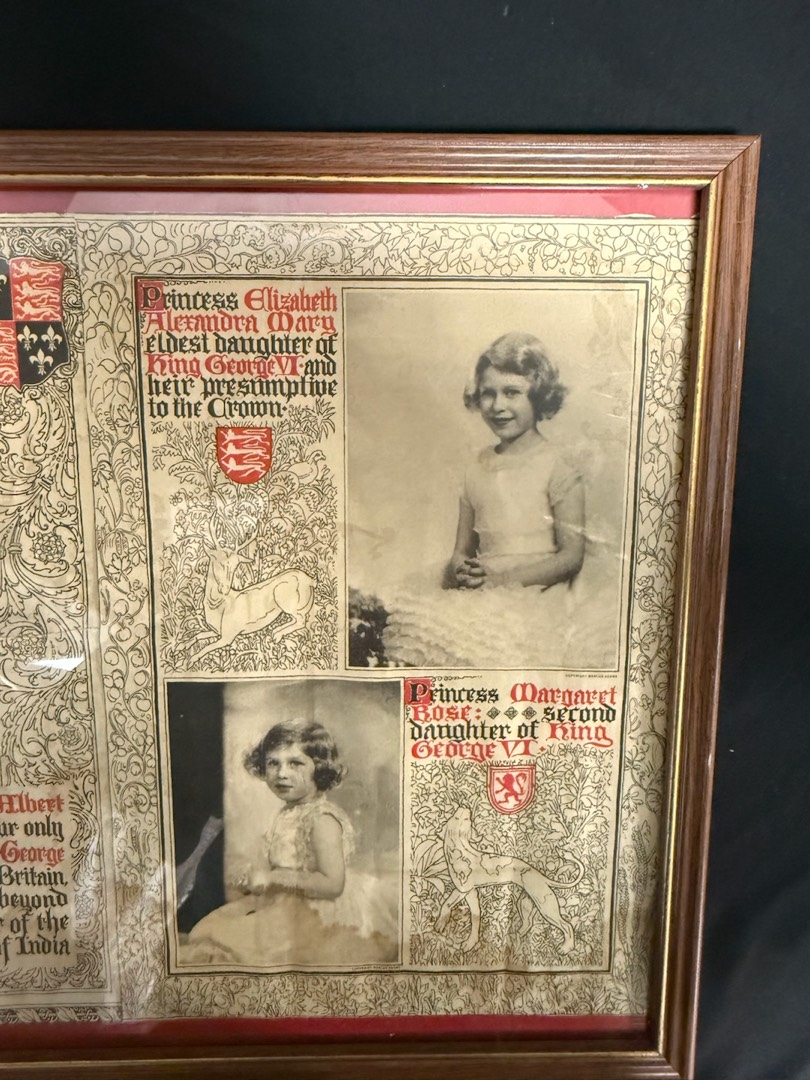 Princess Elizabeth
Alexandra Mary
eldest daughter of
King George VI · and
heir presumptive
to the Crown ·
Princess Margaret
Rose : second
daughter of King
George VI ·
Albert
only
George
Britain,
beyond
of the
of India